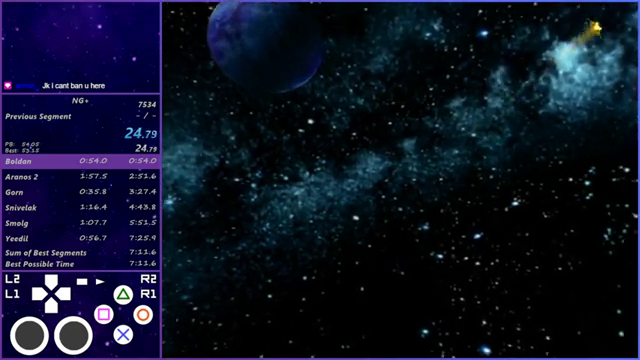 Jk i cant ban u here
NG+ 7534
Previous Segment - / -
24.79
PB: 54.05
Best: 53.15 24.79
Boldan 0:54.0 0:54.0
Aranos 2 1:57.5 2:51.6
Gorn 0:35.8 3:27.4
Snivelak 1:16.4 4:43.8
Smolg 1:07.7 5:51.5
Yeedil 0:56.7 7:25.9
Sum of Best Segments 7:11.6
Best Possible Time 7:11.6
L2 R2
L1 R1